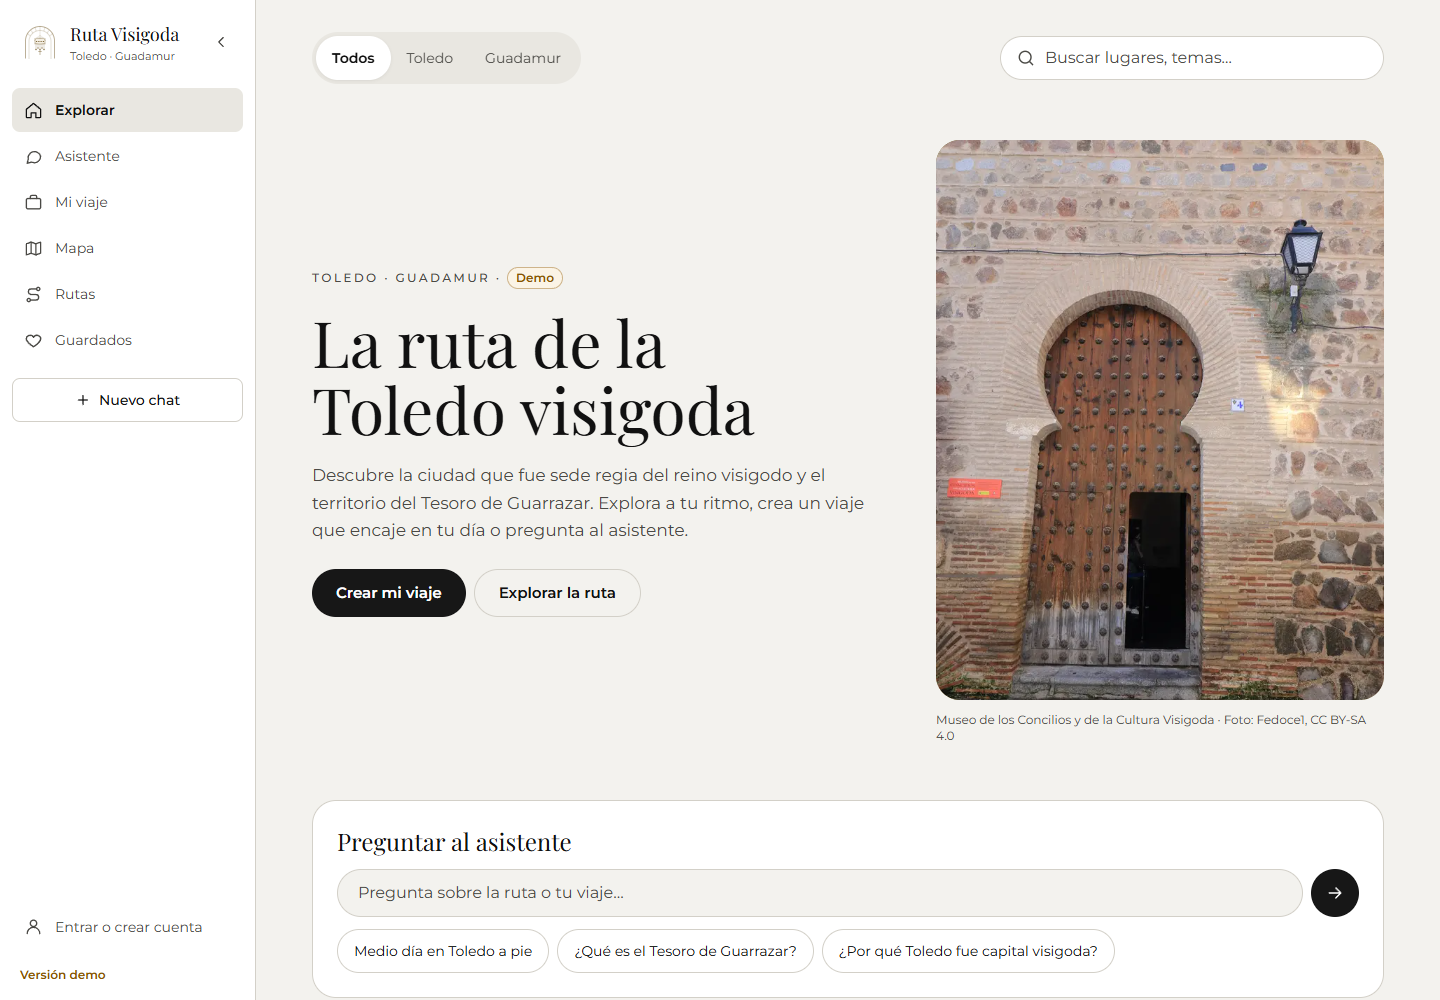 Ruta Visigoda
Toledo · Guadamur
Explorar
Asistente
Mi viaje
Mapa
Rutas
Guardados
+ Nuevo chat
Entrar o crear cuenta
Versión demo
Todos
Toledo
Guadamur
Buscar lugares, temas...
TOLEDO · GUADAMUR ·
Demo
La ruta de la
Toledo visigoda
Descubre la ciudad que fue sede regia del reino visigodo y el
territorio del Tesoro de Guarrazar. Explora a tu ritmo, crea un viaje
que encaje en tu día o pregunta al asistente.
Crear mi viaje
Explorar la ruta
Museo de los Concilios y de la Cultura Visigoda · Foto: Fedoce1, CC BY-SA
4.0
Preguntar al asistente
Pregunta sobre la ruta o tu viaje...
Medio día en Toledo a pie
¿Qué es el Tesoro de Guarrazar?
¿Por qué Toledo fue capital visigoda?